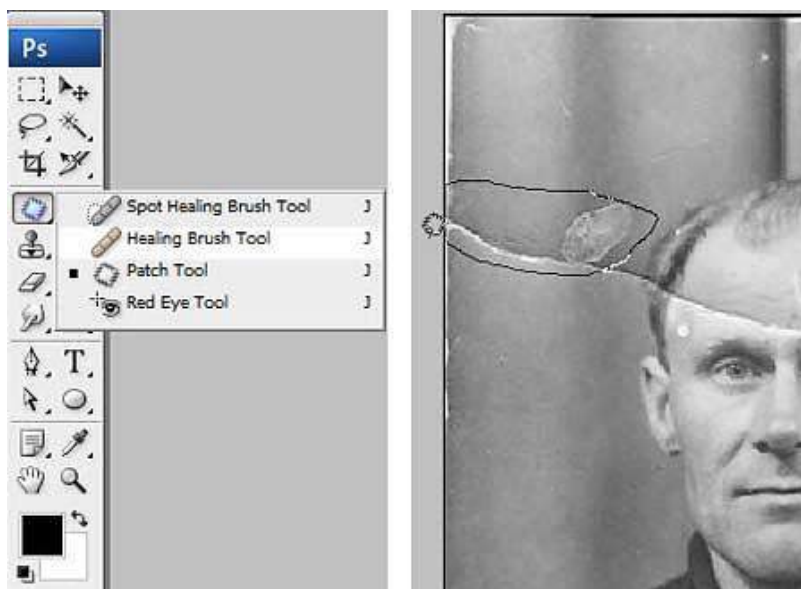 Ps
Spot Healing Brush Tool J
Healing Brush Tool J
Patch Tool J
Red Eye Tool J
T